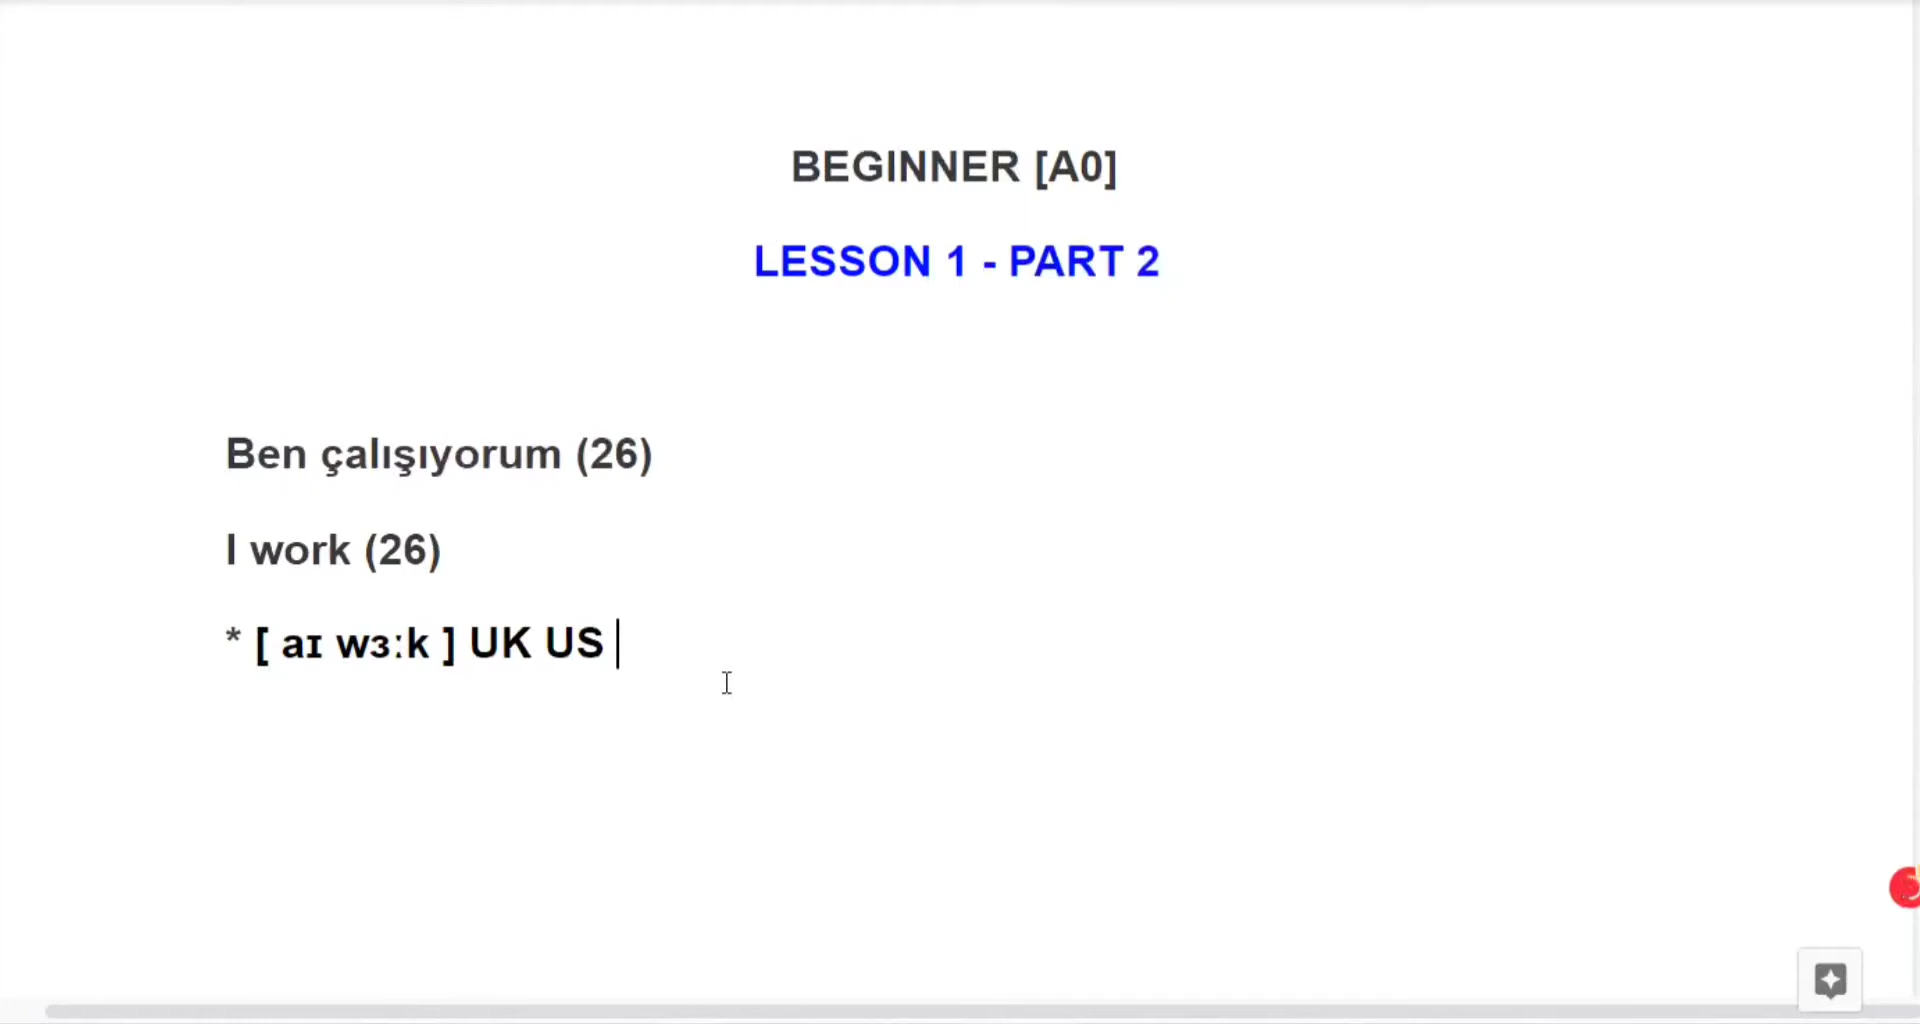 BEGINNER [A0]
LESSON 1 - PART 2
Ben çalışıyorum (26)
I work (26)
* [ aɪ wɜːk ] UK US